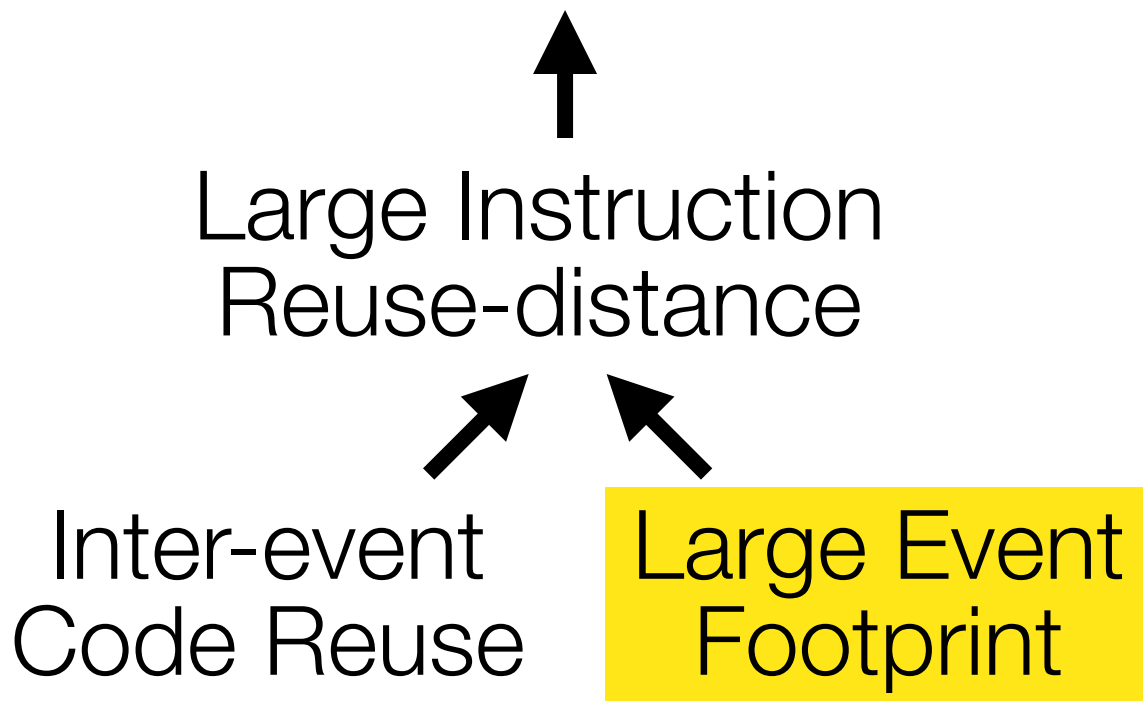 Large Instruction
Reuse-distance
Inter-event
Code Reuse
Large Event
Footprint